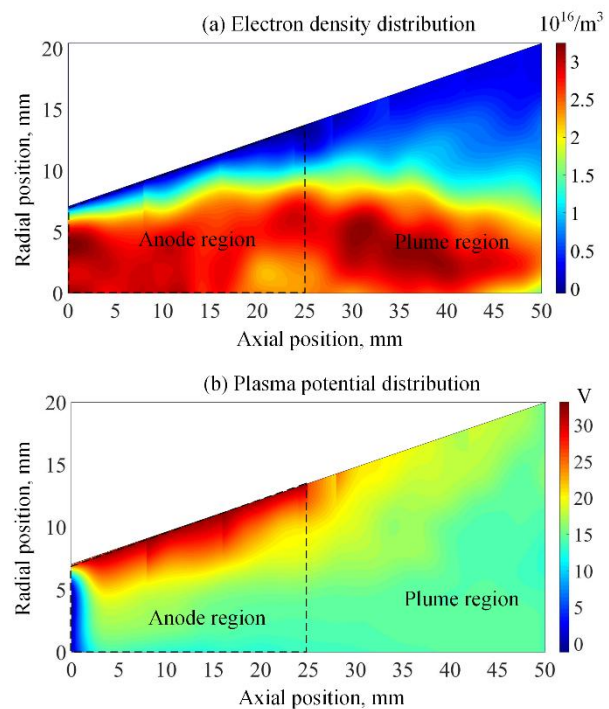 (a) Electron density distribution
10^16/m^3
20
15
10
5
0
Radial position, mm
Anode region
Plume region
0 5 10 15 20 25 30 35 40 45 50
Axial position, mm
3
2.5
2
1.5
1
0.5
0
(b) Plasma potential distribution
V
20
15
10
5
0
Radial position, mm
Anode region
Plume region
0 5 10 15 20 25 30 35 40 45 50
Axial position, mm
30
25
20
15
10
5
0